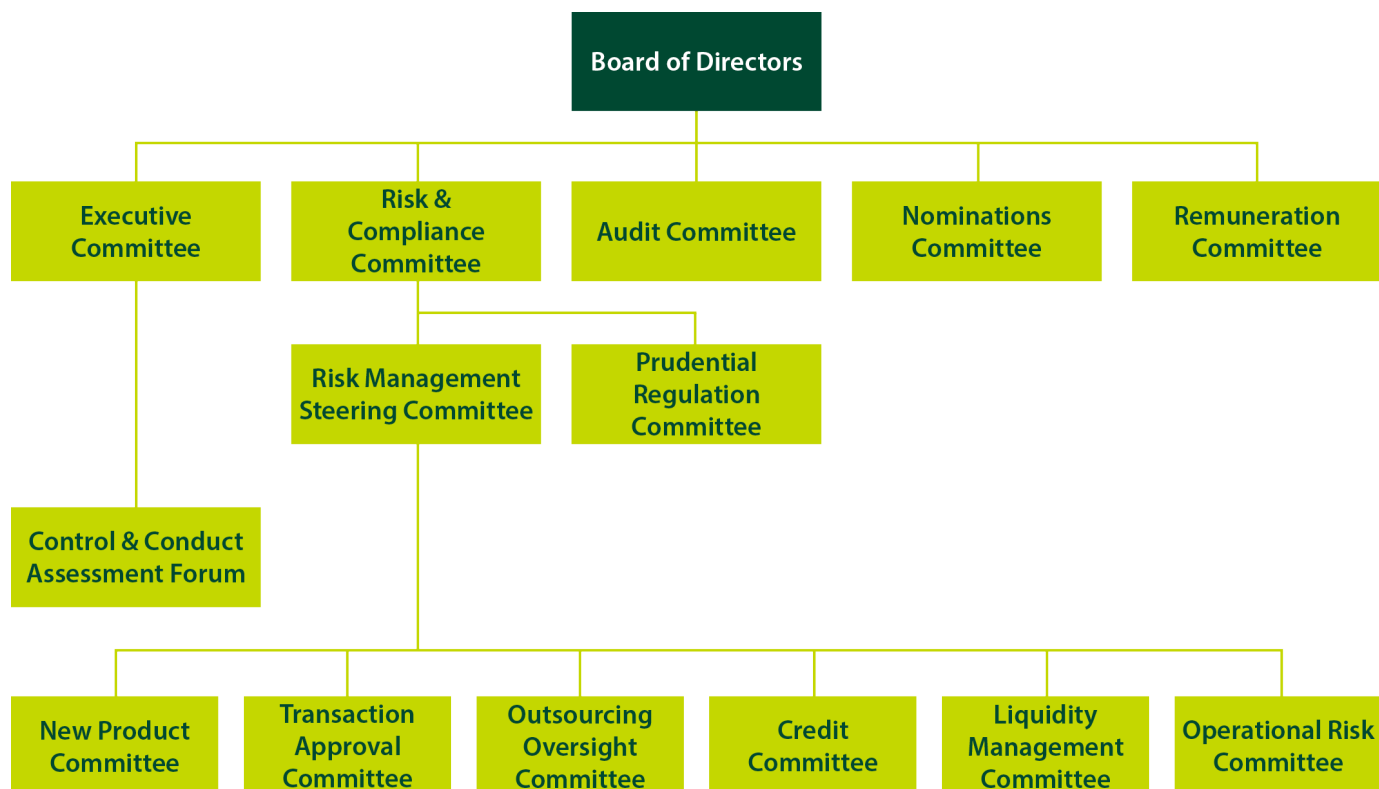 Board of Directors
Executive
Committee
Risk &
Compliance
Committee
Audit Committee
Nominations
Committee
Remuneration
Committee
Risk Management
Steering Committee
Prudential
Regulation
Committee
Control & Conduct
Assessment Forum
New Product
Committee
Transaction
Approval
Committee
Outsourcing
Oversight
Committee
Credit
Committee
Liquidity
Management
Committee
Operational Risk
Committee